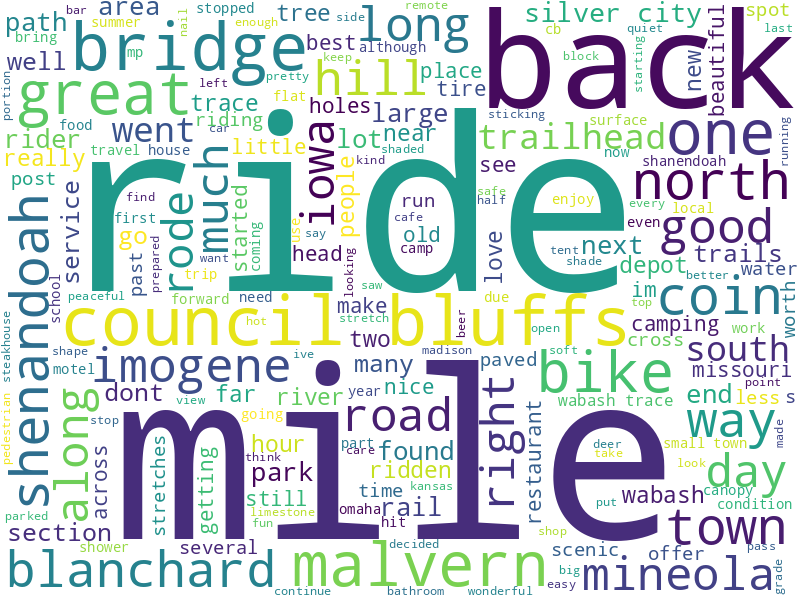 path
area
bar
summer
stopped
tree
long
enough
side
remote
silver city
spot
nail
bring
mp
best
although
cb
quiet
last
well
bridge
hill
keep
place
block
back
new
beautiful
portion
great
flat
pretty
tire
starting
food
trace
holes
large
left
riding
rider
went
car
little
lot
near
sticking
surface
trailhead
one
really
travel
house
much
iowa
people
shaded
kind
see
now
shanendoah
running
post
service
rode
ride
find
run
safe
enjoy
every
local
north
shenandoah
first
started
coming
use
say
cafe
half
old
even
good
past
prepared
go
want
head
camp
love
next
trails
school
trip
looking
tent
shade
depot
water
peaceful
forward
need
saw
due
im
better
worth
steakhouse
hot
stretch
make
beer
open
top
coin
council bluffs
camping
work
shape
ive
two
madison
soft
cross
south
motel
imogene
many
paved
bike
missouri
point
view
year
nice
wabash trace
end
less
s
along
dont
far
river
going
stop
mile
road
right
restaurant
way
made
pedestrian
hour
part
found
deer
small town
across
stretches
getting
think
care
ridden
take
look
day
park
kansas
time
put
wabash
canopy
condition
parked
still
omaha
rail
limestone
fun
hit
shop
town
section
several
shower
decided
scenic
offer
pass
blanchard
malvern
big
easy
mineola
grade
continue
bathroom
wonderful